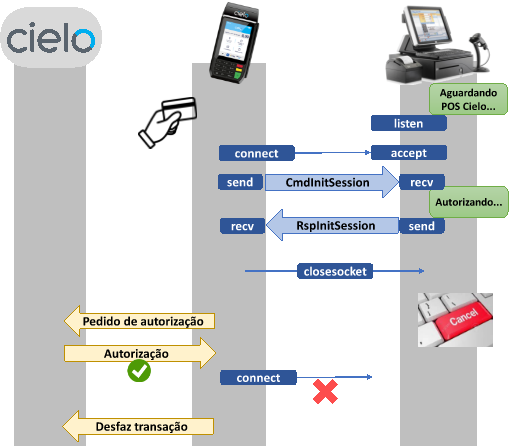 cielo
Aguardando
POS Cielo...
listen
connect
accept
send
CmdInitSession
recv
Autorizando...
recv
RspInitSession
send
closesocket
Cancel
Pedido de autorização
Autorização
connect
Desfaz transação